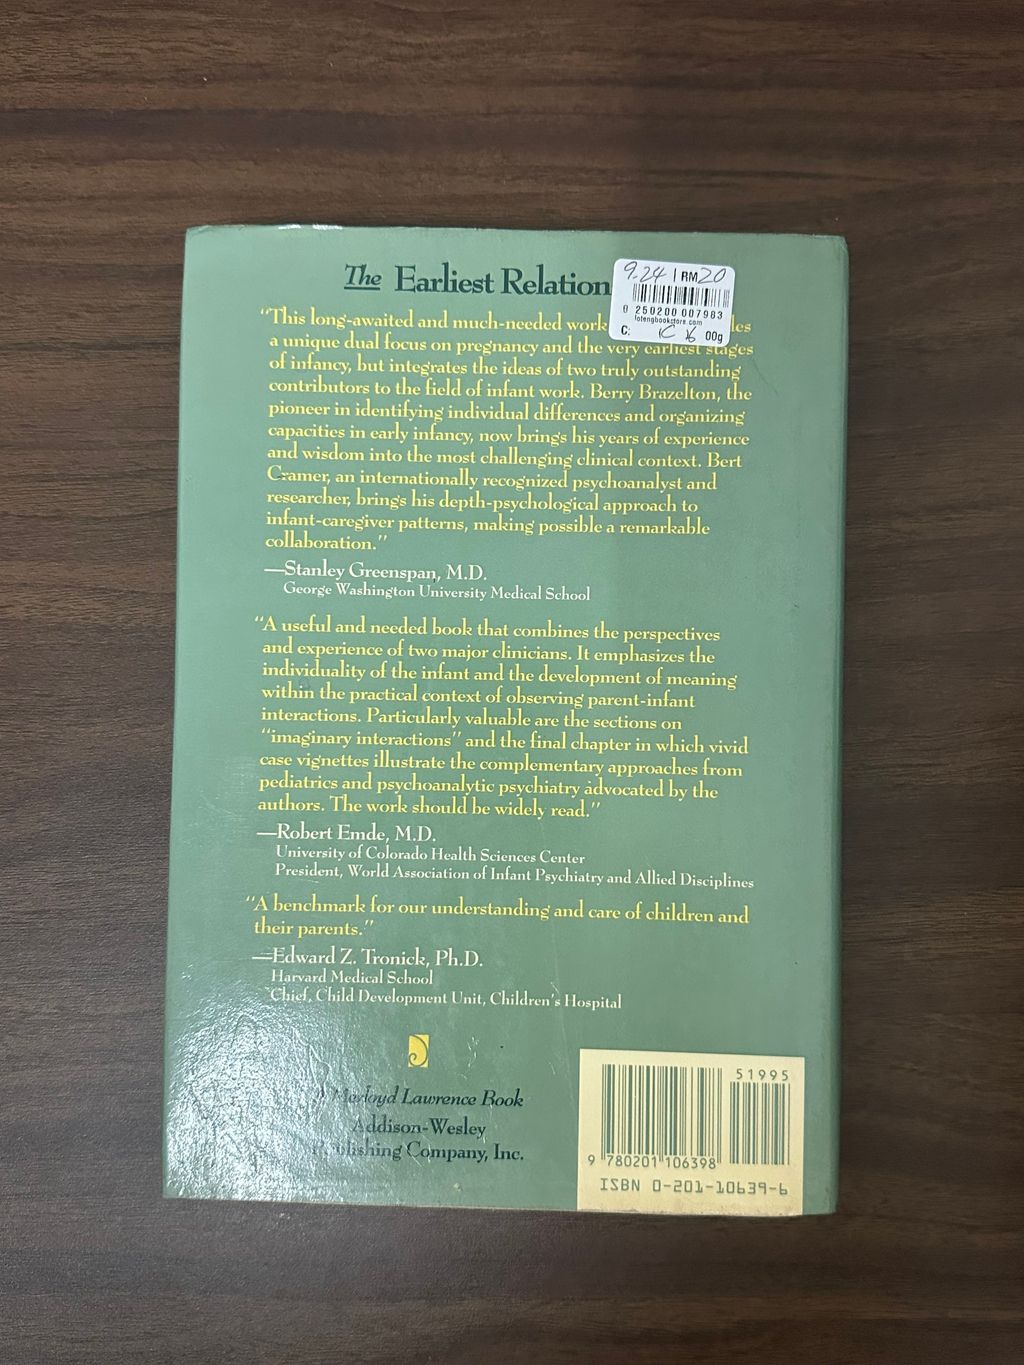 The Earliest Relation
9.24 | RM20
0 250200 007983
lotengbookstore.com
C: 00g
“This long-awaited and much-needed work
a unique dual focus on pregnancy and the very earliest stages
of infancy, but integrates the ideas of two truly outstanding
contributors to the field of infant work. Berry Brazelton, the
pioneer in identifying individual differences and organizing
capacities in early infancy, now brings his years of experience
and wisdom into the most challenging clinical context. Bert
Cramer, an internationally recognized psychoanalyst and
researcher, brings his depth-psychological approach to
infant-caregiver patterns, making possible a remarkable
collaboration.”
—Stanley Greenspan, M.D.
George Washington University Medical School
“A useful and needed book that combines the perspectives
and experience of two major clinicians. It emphasizes the
individuality of the infant and the development of meaning
within the practical context of observing parent-infant
interactions. Particularly valuable are the sections on
“imaginary interactions” and the final chapter in which vivid
case vignettes illustrate the complementary approaches from
pediatrics and psychoanalytic psychiatry advocated by the
authors. The work should be widely read.”
—Robert Emde, M.D.
University of Colorado Health Sciences Center
President, World Association of Infant Psychiatry and Allied Disciplines
“A benchmark for our understanding and care of children and
their parents.”
—Edward Z. Tronick, Ph.D.
Harvard Medical School
Chief, Child Development Unit, Children's Hospital
A Merloyd Lawrence Book
Addison-Wesley
Publishing Company, Inc.
51995
9 780201 106398
ISBN 0-201-10639-6